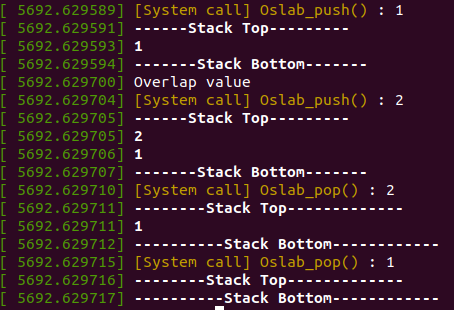 [ 5692.629589] [System call] Oslab_push() : 1
[ 5692.629591] ------Stack Top---------
[ 5692.629593] 1
[ 5692.629594] -------Stack Bottom-------
[ 5692.629700] Overlap value
[ 5692.629704] [System call] Oslab_push() : 2
[ 5692.629705] ------Stack Top---------
[ 5692.629705] 2
[ 5692.629706] 1
[ 5692.629707] -------Stack Bottom-------
[ 5692.629710] [System call] Oslab_pop() : 2
[ 5692.629711] --------Stack Top-------------
[ 5692.629711] 1
[ 5692.629712] ----------Stack Bottom------------
[ 5692.629715] [System call] Oslab_pop() : 1
[ 5692.629716] --------Stack Top-------------
[ 5692.629717] ----------Stack Bottom------------